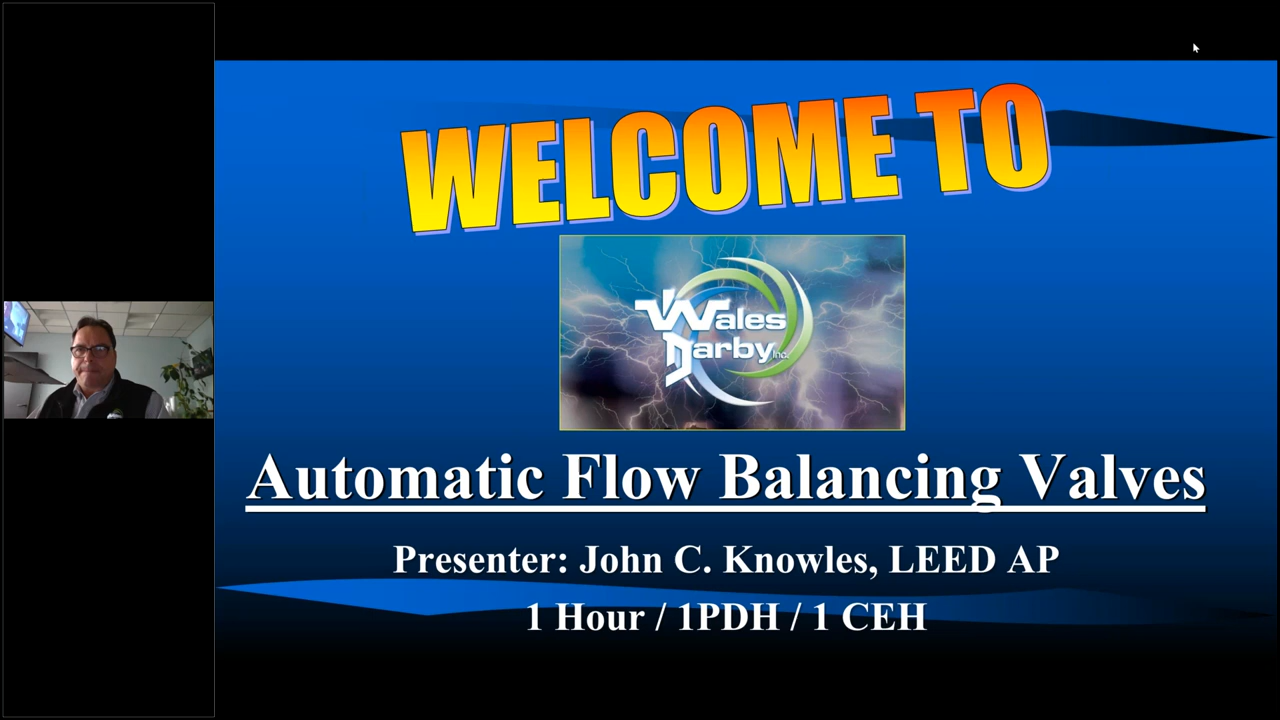 WELCOME TO
Wales
Darby Inc.
Automatic Flow Balancing Valves
Presenter: John C. Knowles, LEED AP
1 Hour / 1PDH / 1 CEH